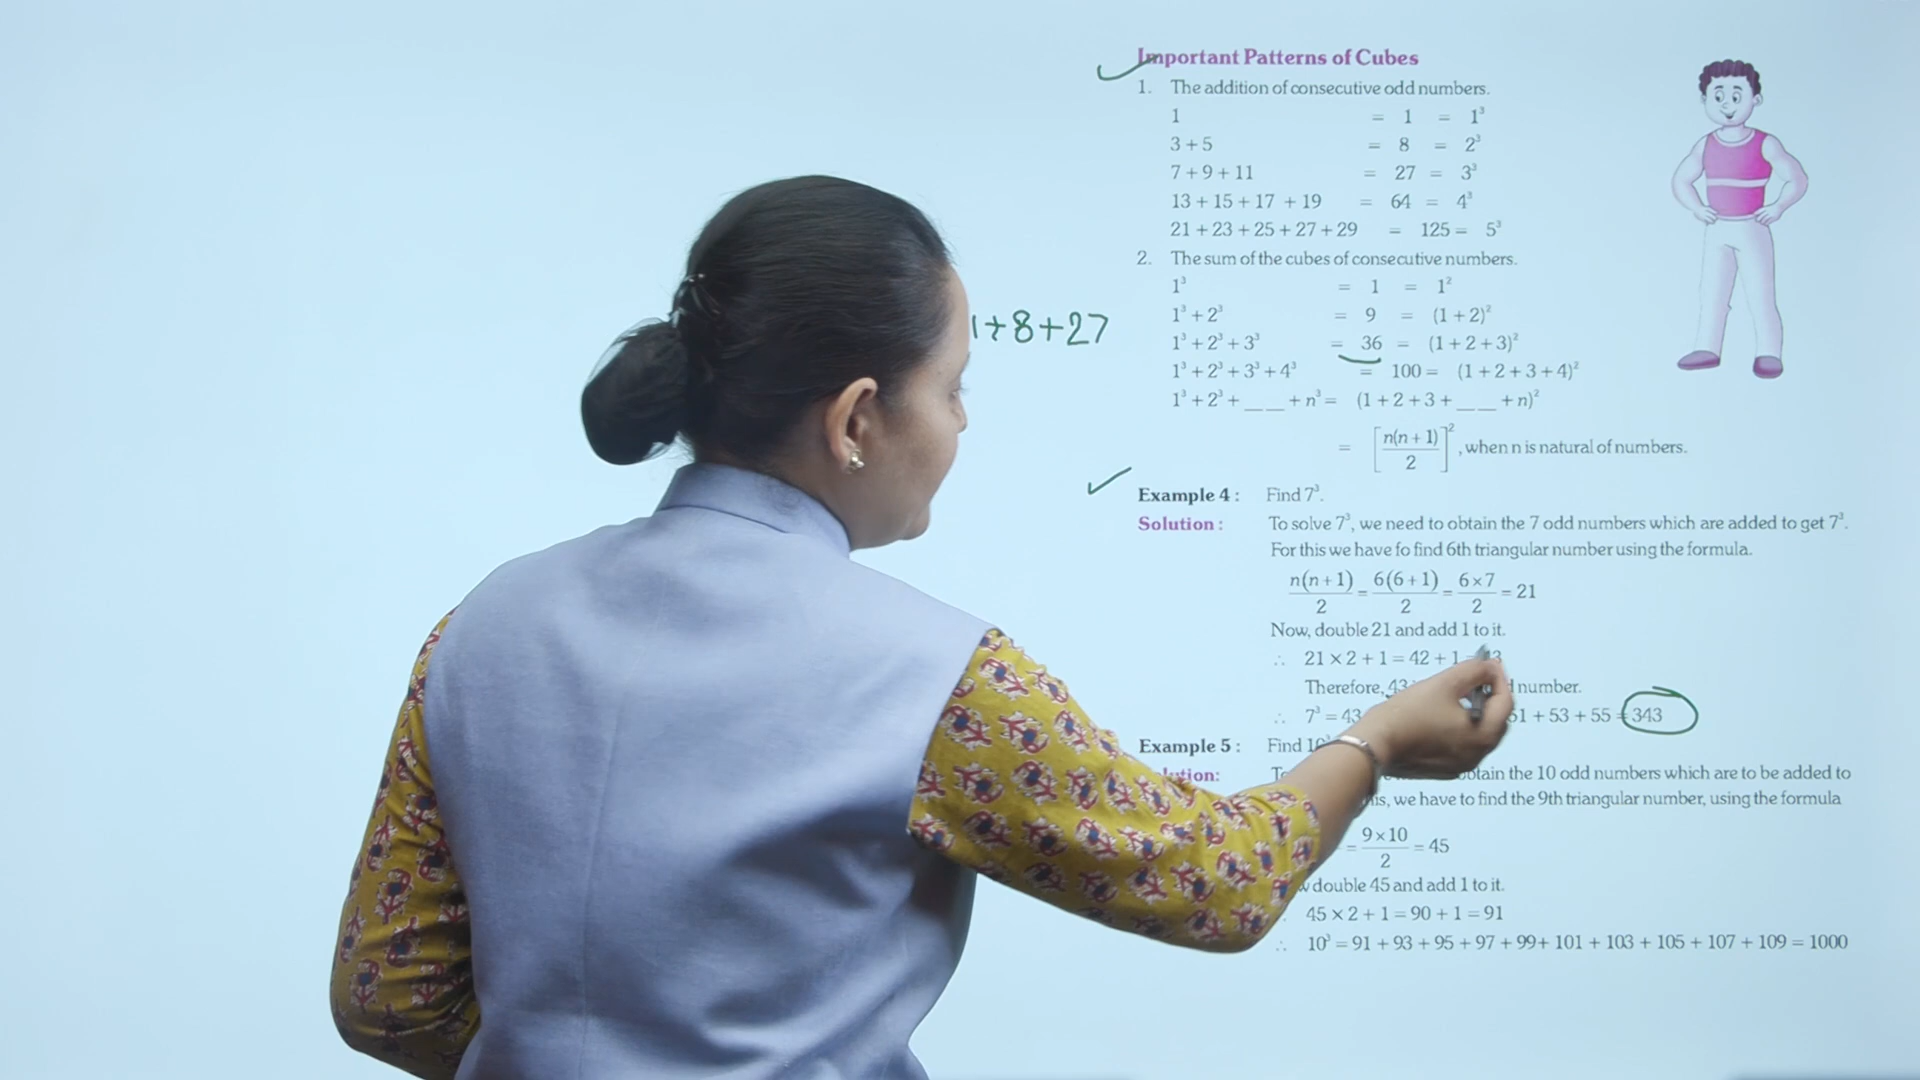 Important Patterns of Cubes
1. The addition of consecutive odd numbers.
1 = 1 = 1³
3 + 5 = 8 = 2³
7 + 9 + 11 = 27 = 3³
13 + 15 + 17 + 19 = 64 = 4³
21 + 23 + 25 + 27 + 29 = 125 = 5³
2. The sum of the cubes of consecutive numbers.
1³ = 1 = 1²
1³ + 2³ = 9 = (1 + 2)²
1+8+27
1³ + 2³ + 3³ = 36 = (1 + 2 + 3)²
1³ + 2³ + 3³ + 4³ = 100 = (1 + 2 + 3 + 4)²
1³ + 2³ + __ __ + n³ = (1 + 2 + 3 + __ __ + n)²
= [n(n + 1)/2]², when n is natural of numbers.
Example 4 : Find 7³.
Solution : To solve 7³, we need to obtain the 7 odd numbers which are added to get 7³.
For this we have fo find 6th triangular number using the formula.
n(n + 1)/2 = 6(6 + 1)/2 = 6 × 7/2 = 21
Now, double 21 and add 1 to it.
∴ 21 × 2 + 1 = 42 + 1
Therefore, 43 number.
∴ 7³ = 43 51 + 53 + 55 = 343
Example 5 : Find
the 10 odd numbers which are to be added to
we have to find the 9th triangular number, using the formula
= 9 × 10/2 = 45
double 45 and add 1 to it.
45 × 2 + 1 = 90 + 1 = 91
∴ 10³ = 91 + 93 + 95 + 97 + 99 + 101 + 103 + 105 + 107 + 109 = 1000